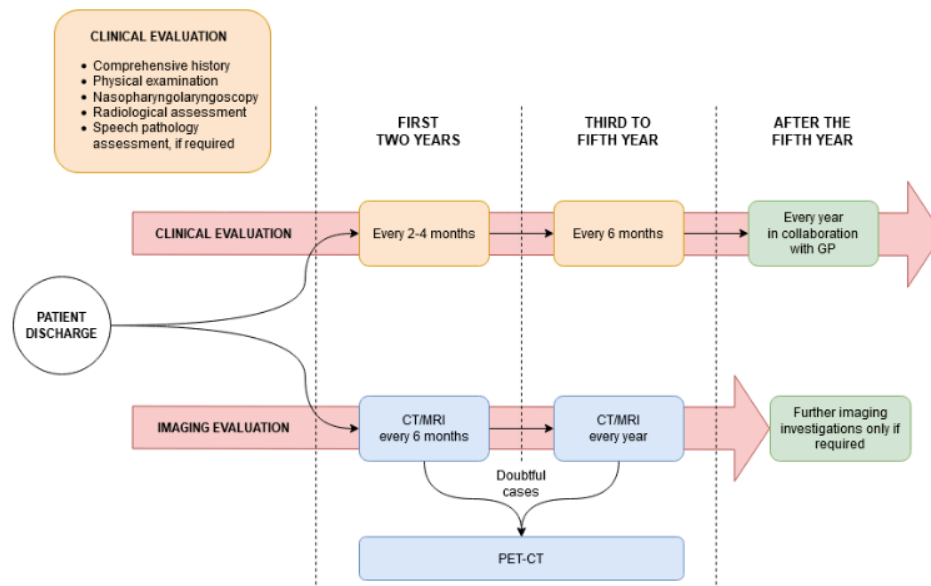 CLINICAL EVALUATION
• Comprehensive history
• Physical examination
• Nasopharyngolaryngoscopy
• Radiological assessment
• Speech pathology
assessment, if required
FIRST
TWO YEARS
THIRD TO
FIFTH YEAR
AFTER THE
FIFTH YEAR
CLINICAL EVALUATION
Every 2-4 months
Every 6 months
Every year
in collaboration
with GP
PATIENT
DISCHARGE
IMAGING EVALUATION
CT/MRI
every 6 months
CT/MRI
every year
Further imaging
investigations only if
required
Doubtful
cases
PET-CT